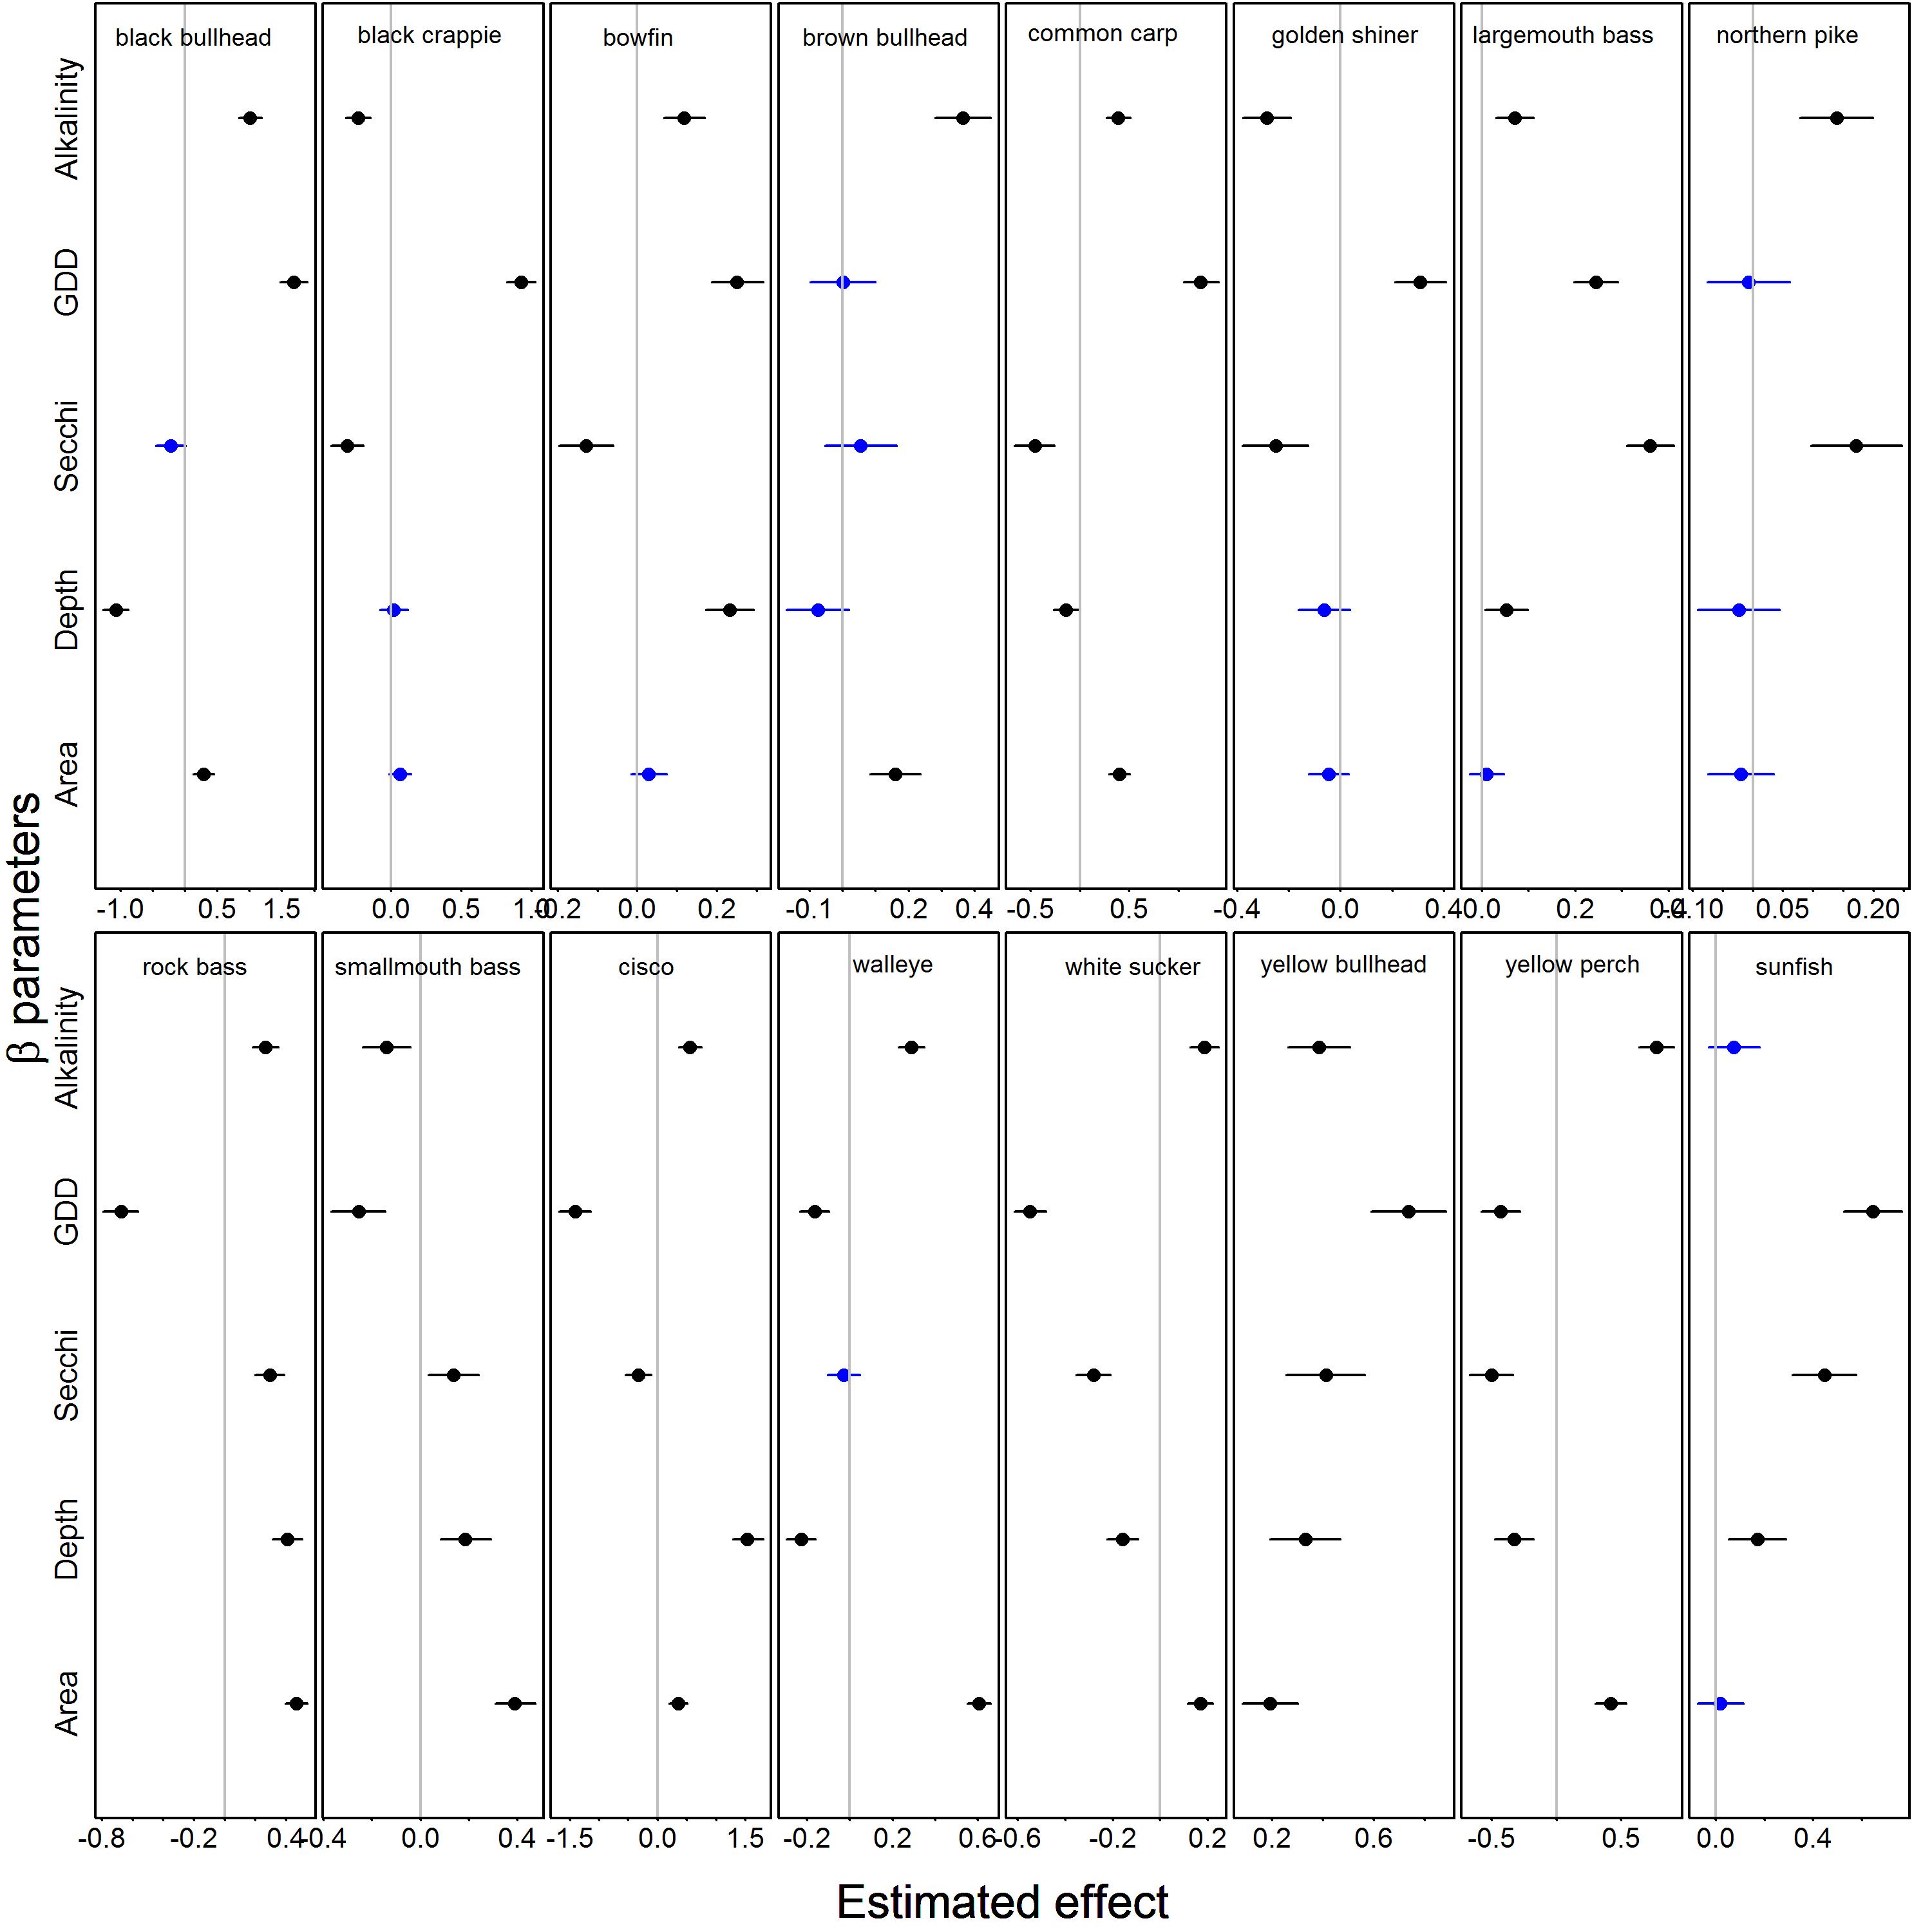 black bullhead black crappie bowfin brown bullhead common carp golden shiner largemouth bass northern pike
Alkalinity
GDD
Secchi
Depth
Area
-1.0 0.5 1.5 0.0 0.5 1.0 -0.2 0.0 0.2 -0.1 0.2 0.4 -0.5 0.5 -0.4 0.0 0.4 0.0 0.2 0.4 -0.10 0.05 0.20
β parameters
rock bass smallmouth bass cisco walleye white sucker yellow bullhead yellow perch sunfish
Alkalinity
GDD
Secchi
Depth
Area
-0.8 -0.2 0.4 -0.4 0.0 0.4 -1.5 0.0 1.5 -0.2 0.2 0.6 -0.6 -0.2 0.2 0.2 0.6 -0.5 0.5 0.0 0.4
Estimated effect